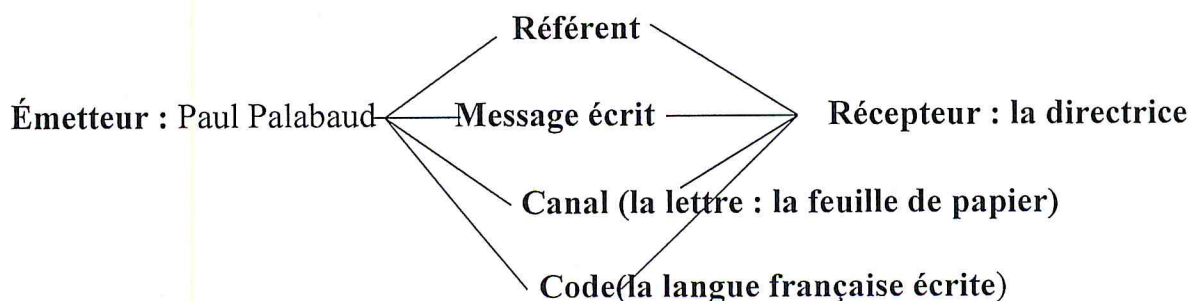 Référent
Émetteur : Paul Palabaud
Message écrit
Récepteur : la directrice
Canal (la lettre : la feuille de papier)
Code(la langue française écrite)